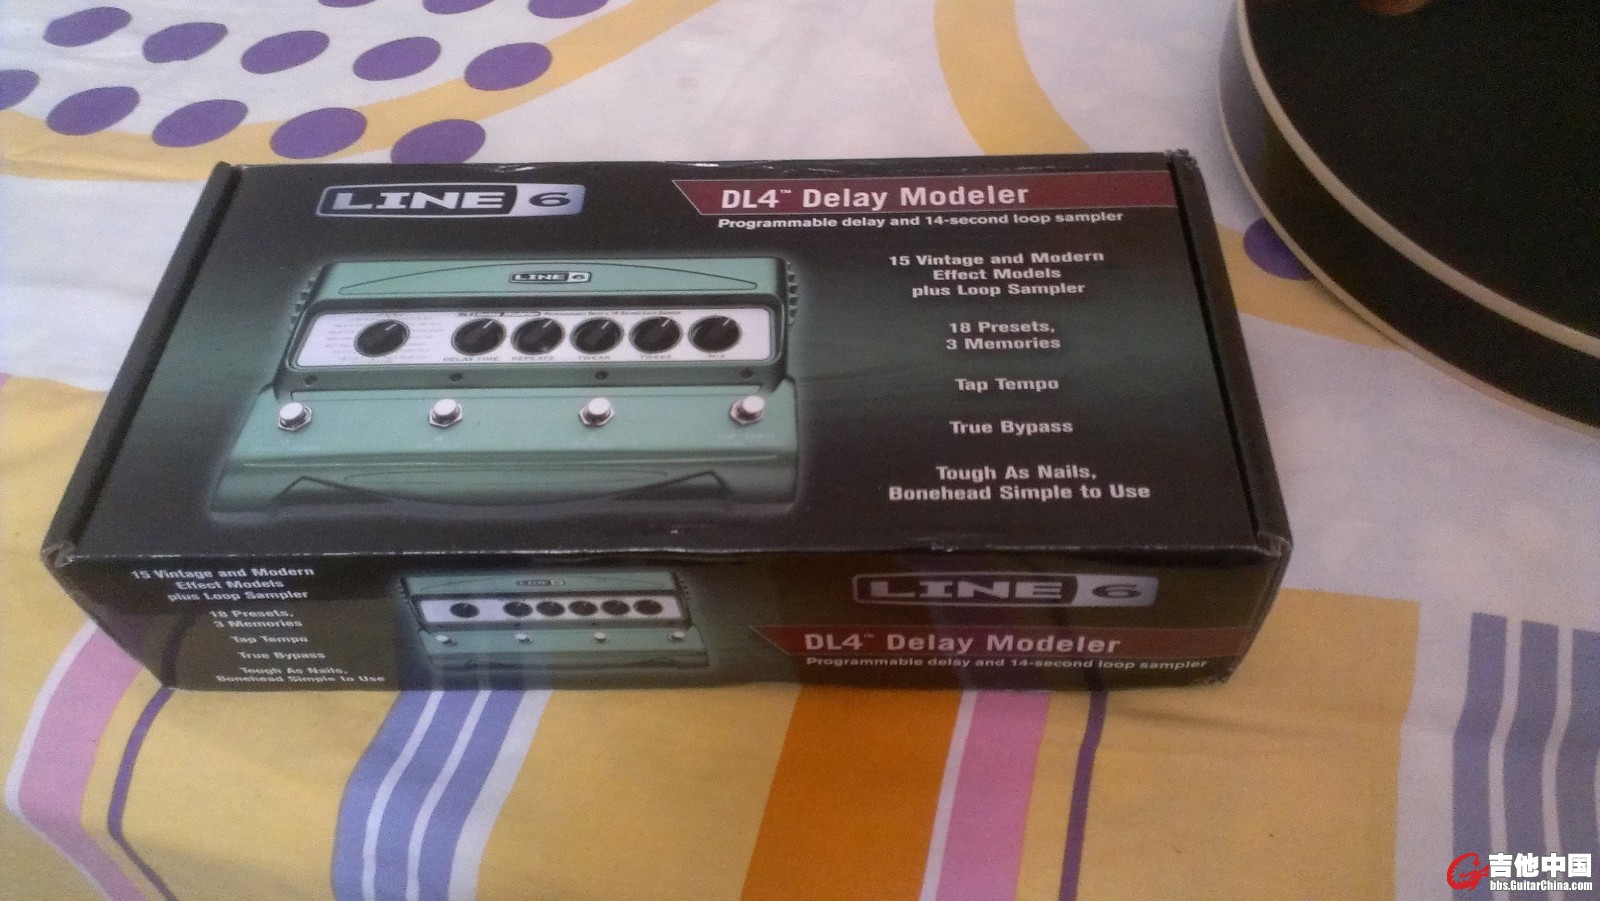 LINE 6
DL4™ Delay Modeler
Programmable delay and 14-second loop sampler
15 Vintage and Modern
Effect Models
plus Loop Sampler
18 Presets,
3 Memories
Tap Tempo
True Bypass
Tough As Nails,
Bonehead Simple to Use
LINE 6
DELAY TIME REPEATS TWEAK TWEEZ MIX
15 Vintage and Modern
Effect Models
plus Loop Sampler
18 Presets,
3 Memories
Tap Tempo
True Bypass
Tough As Nails,
Bonehead Simple to Use
LINE 6
LINE 6
DL4™ Delay Modeler
Programmable delay and 14-second loop sampler
吉他中国
bbs.GuitarChina.com